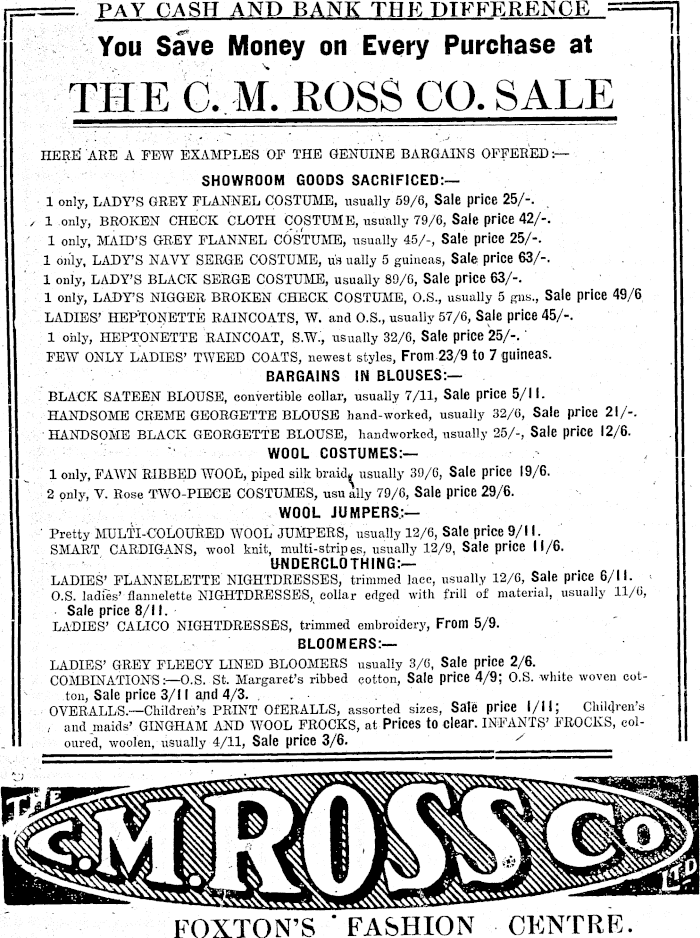 PAY CASH AND BANK THE DIFFERENCE
You Save Money on Every Purchase at
THE C. M. ROSS CO. SALE
HERE ARE A FEW EXAMPLES OF THE GENUINE BARGAINS OFFERED:—
SHOWROOM GOODS SACRIFICED:—
1 only, LADY'S GREY FLANNEL COSTUME, usually 59/6, Sale price 25/-.
1 only, BROKEN CHECK CLOTH COSTUME, usually 79/6, Sale price 42/-.
1 only, MAID'S GREY FLANNEL COSTUME, usually 45/-, Sale price 25/-.
1 only, LADY'S NAVY SERGE COSTUME, us ually 5 guineas, Sale price 63/-.
1 only, LADY'S BLACK SERGE COSTUME, usually 89/6, Sale price 63/-.
1 only, LADY'S NIGGER BROKEN CHECK COSTUME, O.S., usually 5 gns., Sale price 49/6
LADIES' HEPTONETTE RAINCOATS, W. and O.S., usually 57/6, Sale price 45/-.
1 only, HEPTONETTE RAINCOAT, S.W., usually 32/6, Sale price 25/-.
FEW ONLY LADIES' TWEED COATS, newest styles, From 23/9 to 7 guineas.
BARGAINS IN BLOUSES:—
BLACK SATEEN BLOUSE, convertible collar, usually 7/11, Sale price 5/11.
HANDSOME CREME GEORGETTE BLOUSE hand-worked, usually 32/6, Sale price 21/-.
HANDSOME BLACK GEORGETTE BLOUSE, handworked, usually 25/-, Sale price 12/6.
WOOL COSTUMES:—
1 only, FAWN RIBBED WOOL, piped silk braid, usually 39/6, Sale price 19/6.
2 only, V. Rose TWO-PIECE COSTUMES, usu ally 79/6, Sale price 29/6.
WOOL JUMPERS:—
Pretty MULTI-COLOURED WOOL JUMPERS, usually 12/6, Sale price 9/11.
SMART CARDIGANS, wool knit, multi-stripes, usually 12/9, Sale price 11/6.
UNDERCLOTHING:—
LADIES' FLANNELETTE NIGHTDRESSES, trimmed lace, usually 12/6, Sale price 6/11.
O.S. ladies' flannelette NIGHTDRESSES, collar edged with frill of material, usually 11/6,
Sale price 8/11.
LADIES' CALICO NIGHTDRESSES, trimmed embroidery, From 5/9.
BLOOMERS:—
LADIES' GREY FLEECY LINED BLOOMERS usually 3/6, Sale price 2/6.
COMBINATIONS:—O.S. St. Margaret's ribbed cotton, Sale price 4/9; O.S. white woven cot-
ton, Sale price 3/11 and 4/3.
OVERALLS.—Children's PRINT OfERALLS, assorted sizes, Sale price 1/11; Children's
and maids' GINGHAM AND WOOL FROCKS, at Prices to clear. INFANTS' FROCKS, col-
oured, woolen, usually 4/11, Sale price 3/6.
THE
C.M. ROSS Co
LTD
FOXTON'S FASHION CENTRE.